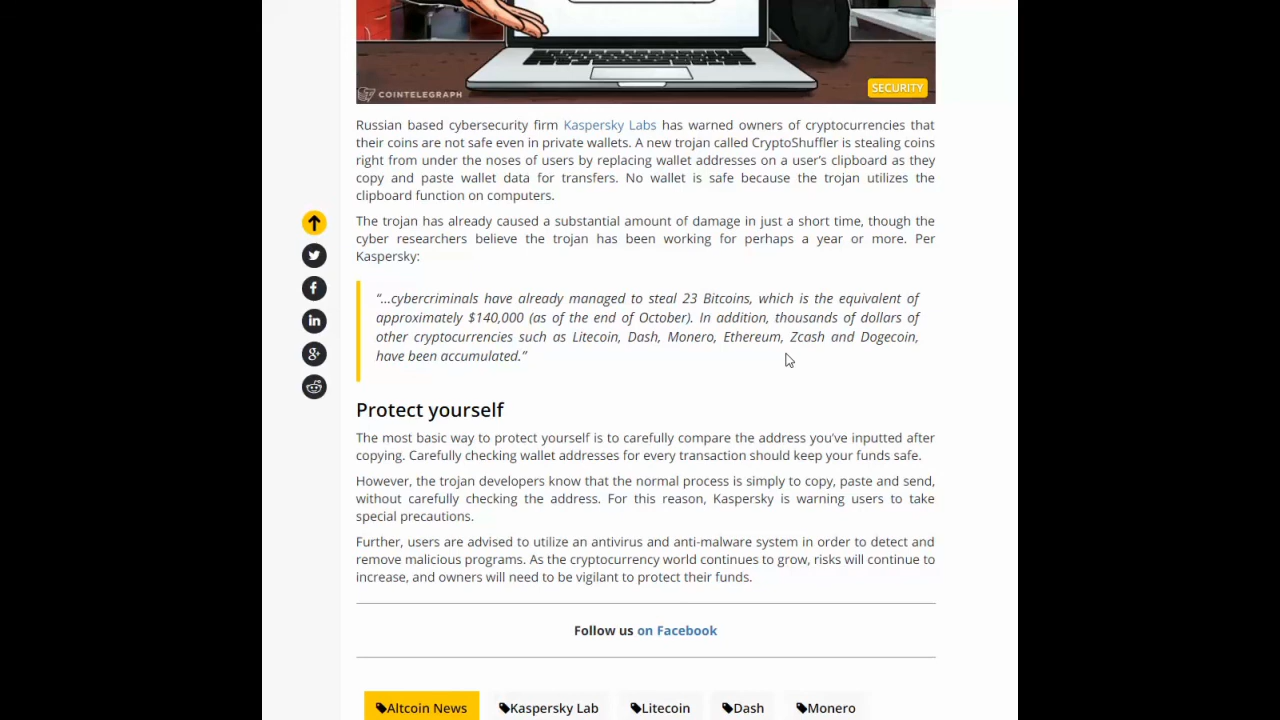 COINTELEGRAPH
SECURITY
Russian based cybersecurity firm Kaspersky Labs has warned owners of cryptocurrencies that
their coins are not safe even in private wallets. A new trojan called CryptoShuffler is stealing coins
right from under the noses of users by replacing wallet addresses on a user’s clipboard as they
copy and paste wallet data for transfers. No wallet is safe because the trojan utilizes the
clipboard function on computers.
The trojan has already caused a substantial amount of damage in just a short time, though the
cyber researchers believe the trojan has been working for perhaps a year or more. Per
Kaspersky:
“…cybercriminals have already managed to steal 23 Bitcoins, which is the equivalent of
approximately $140,000 (as of the end of October). In addition, thousands of dollars of
other cryptocurrencies such as Litecoin, Dash, Monero, Ethereum, Zcash and Dogecoin,
have been accumulated.”
Protect yourself
The most basic way to protect yourself is to carefully compare the address you’ve inputted after
copying. Carefully checking wallet addresses for every transaction should keep your funds safe.
However, the trojan developers know that the normal process is simply to copy, paste and send,
without carefully checking the address. For this reason, Kaspersky is warning users to take
special precautions.
Further, users are advised to utilize an antivirus and anti-malware system in order to detect and
remove malicious programs. As the cryptocurrency world continues to grow, risks will continue to
increase, and owners will need to be vigilant to protect their funds.
Follow us on Facebook
Altcoin News Kaspersky Lab Litecoin Dash Monero